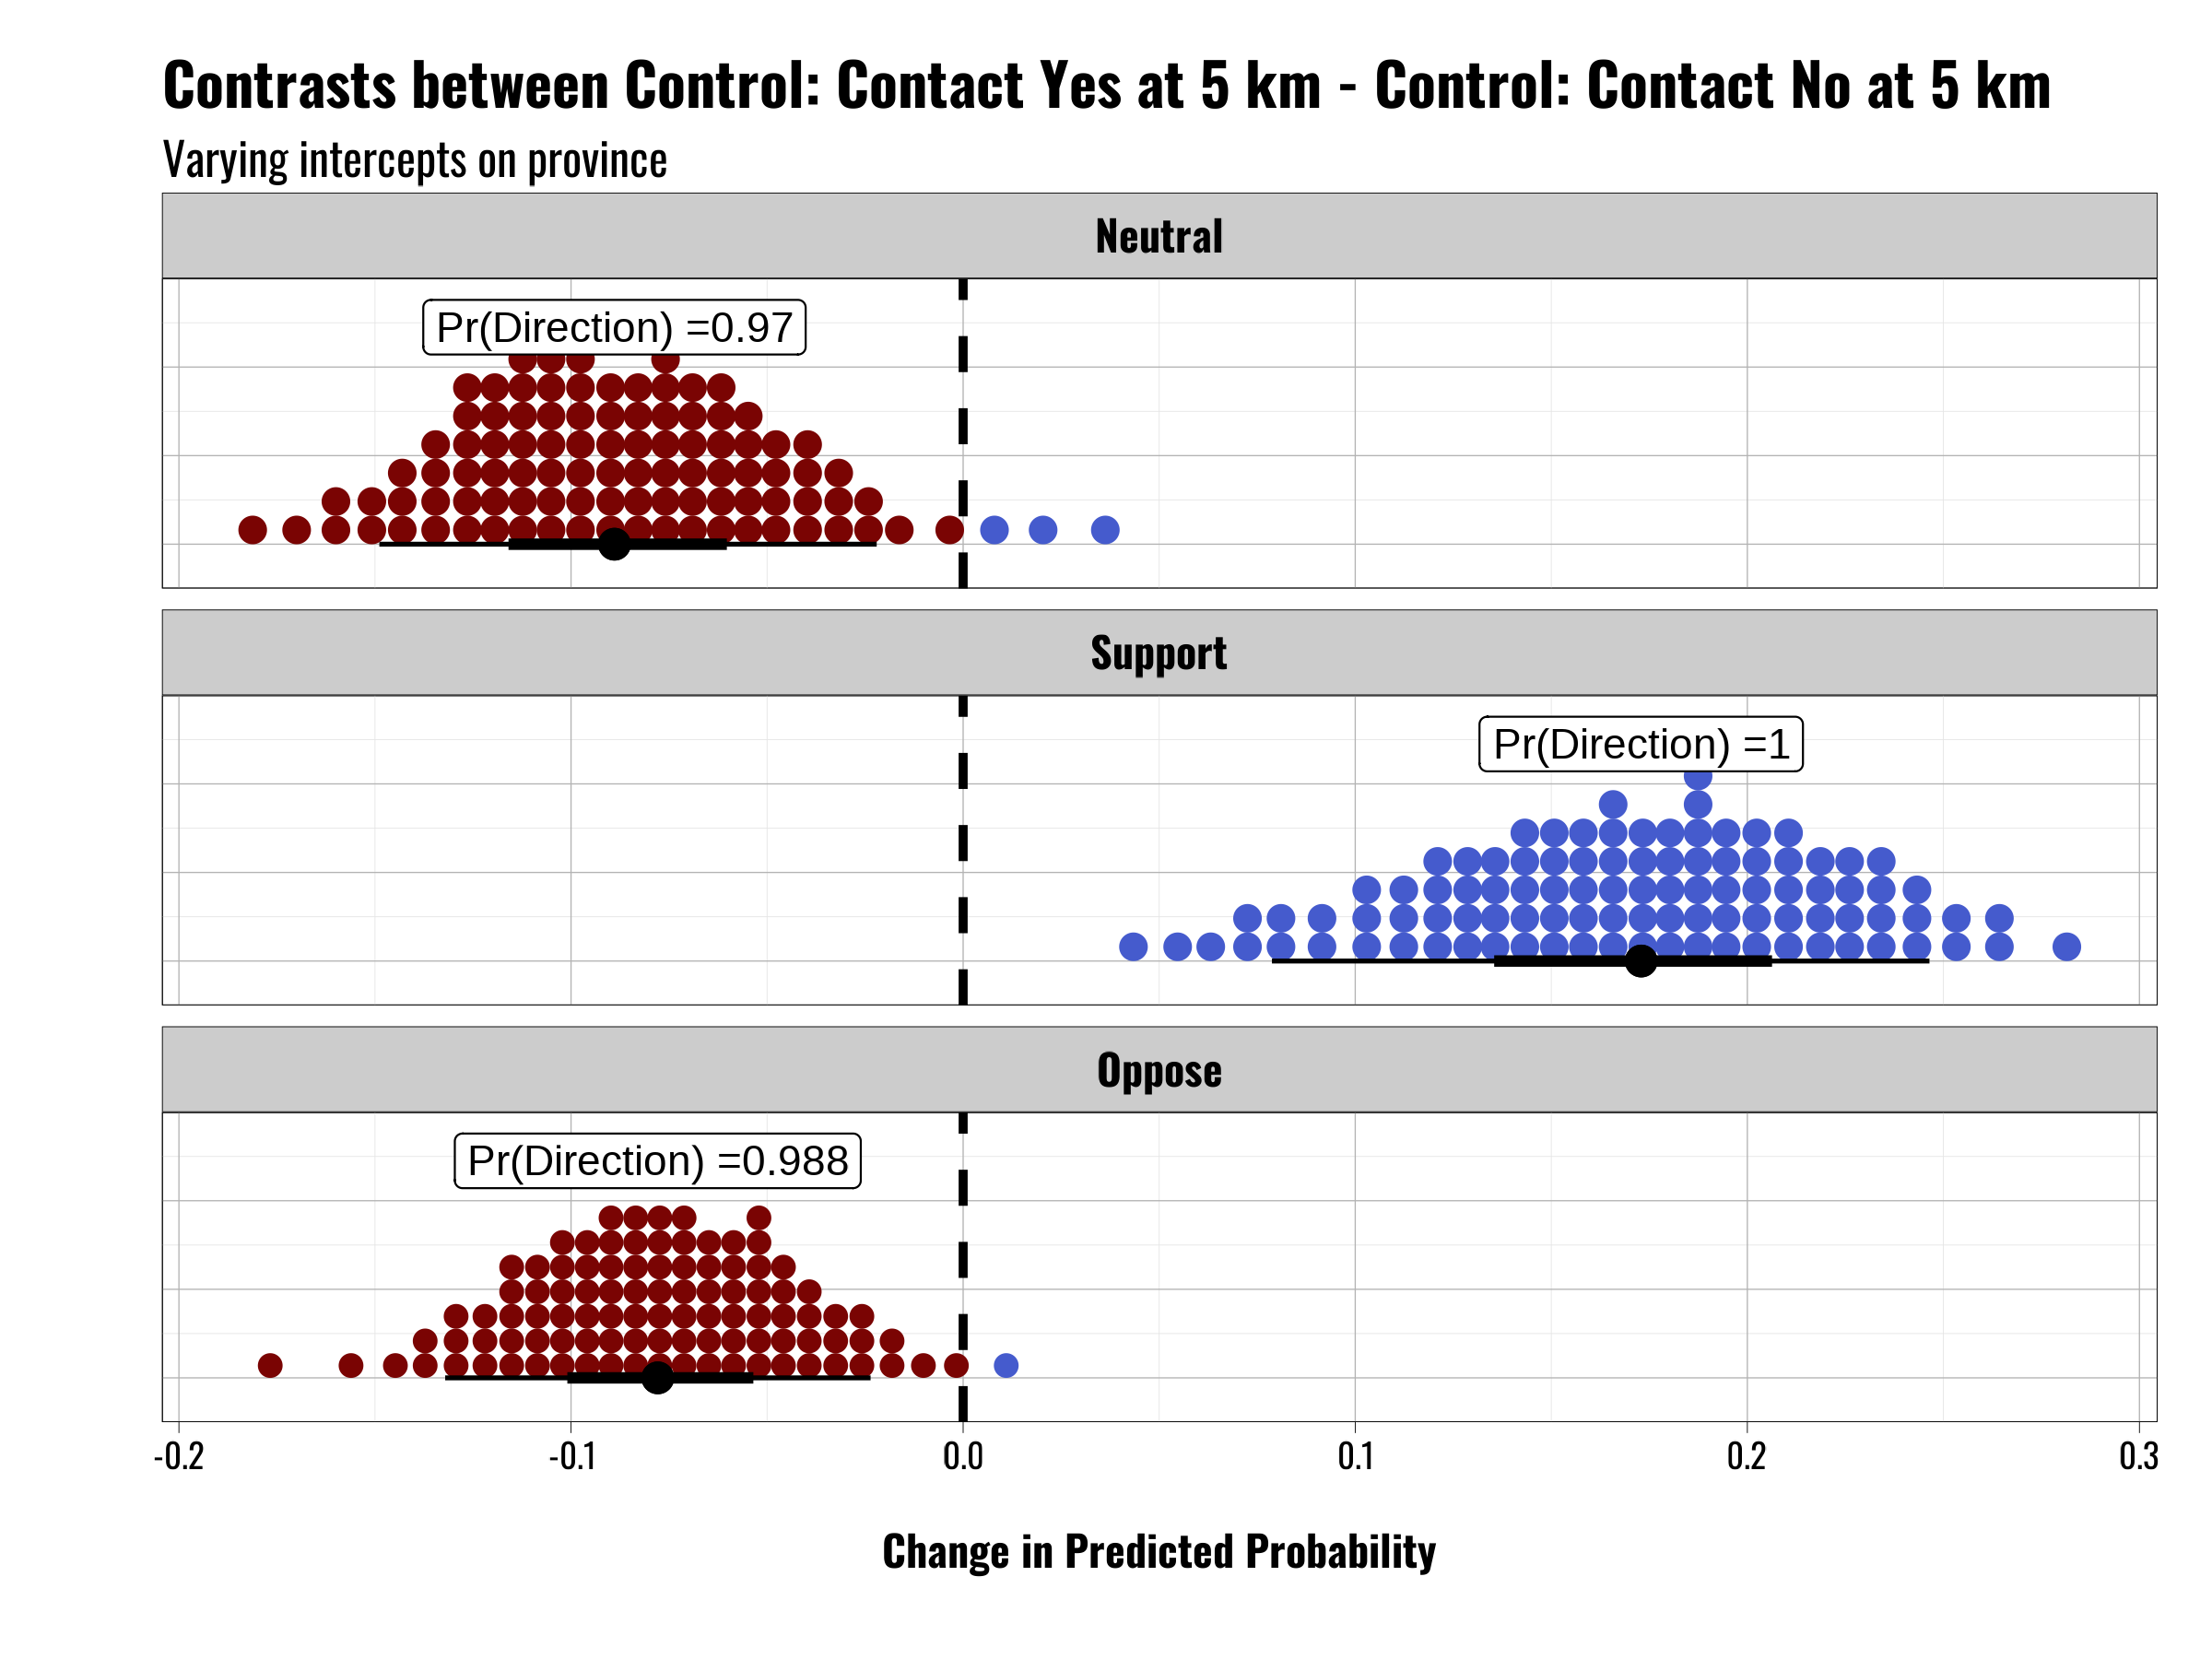 Contrasts between Control: Contact Yes at 5 km - Control: Contact No at 5 km
Varying intercepts on province
Neutral
Pr(Direction) =0.97
Support
Pr(Direction) =1
Oppose
Pr(Direction) =0.988
-0.2 -0.1 0.0 0.1 0.2 0.3
Change in Predicted Probability